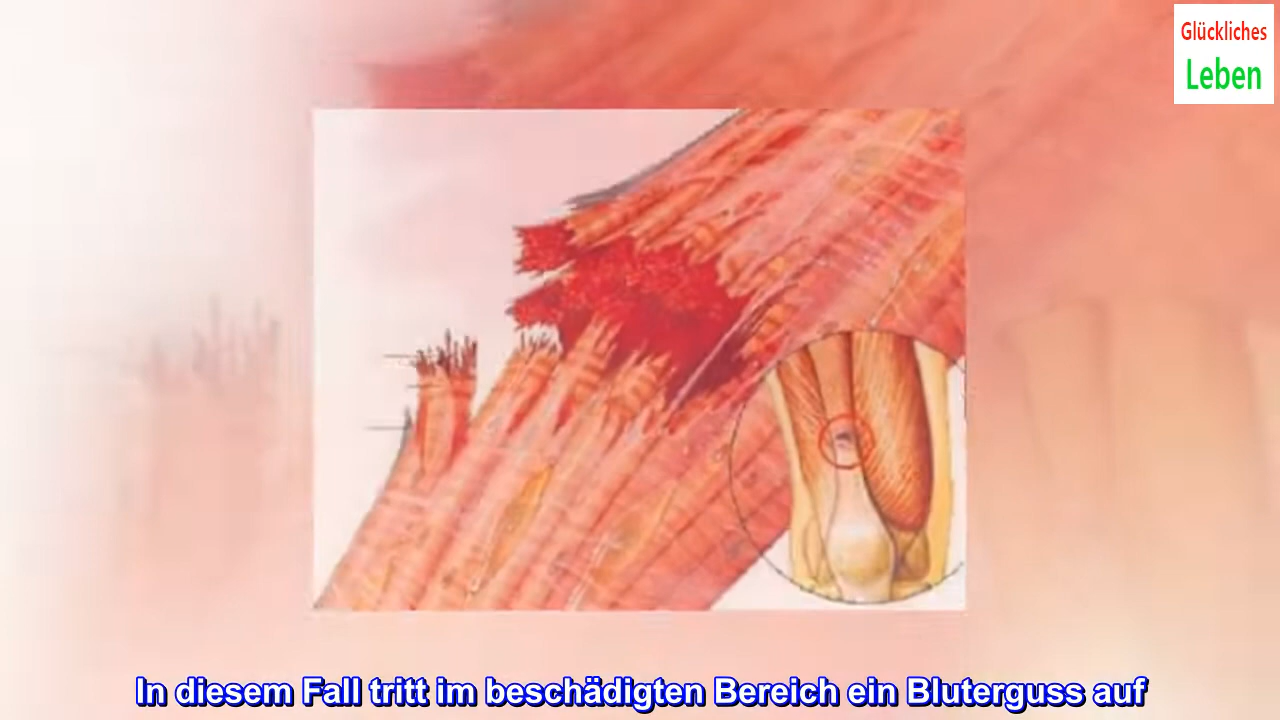 Glückliches
Leben
In diesem Fall tritt im beschädigten Bereich ein Bluterguss auf